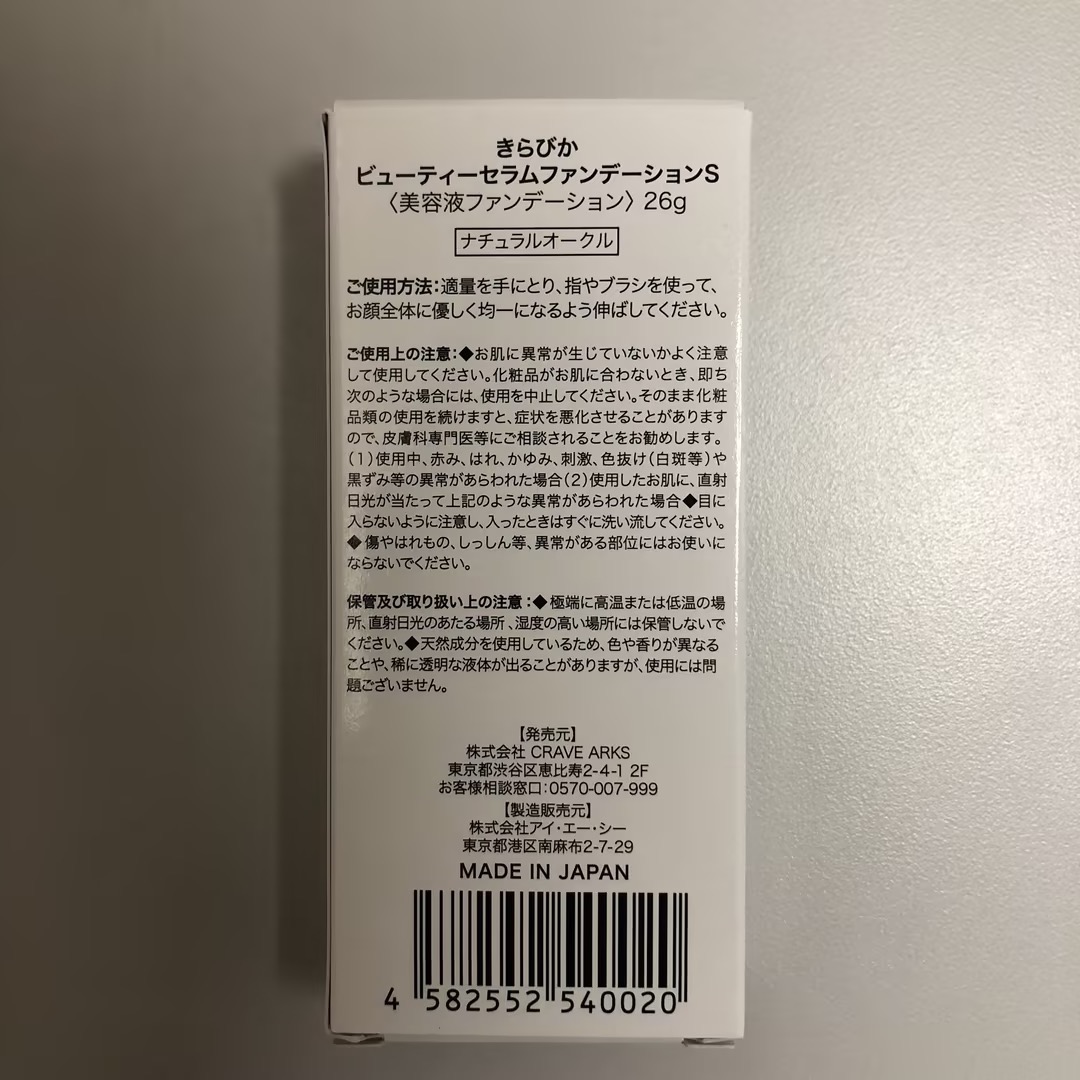 きらびか
ビューティーセラムファンデーションS
〈美容液ファンデーション〉26g
ナチュラルオークル
ご使用方法:適量を手にとり、指やブラシを使って、
お顔全体に優しく均一になるよう伸ばしてください。
ご使用上の注意:◆お肌に異常が生じていないかよく注意
して使用してください。化粧品がお肌に合わないとき、即ち
次のような場合には、使用を中止してください。そのまま化粧
品類の使用を続けますと、症状を悪化させることがあります
ので、皮膚科専門医等にご相談されることをお勧めします。
(1)使用中、赤み、はれ、かゆみ、刺激、色抜け(白斑等)や
黒ずみ等の異常があらわれた場合(2)使用したお肌に、直射
日光が当たって上記のような異常があらわれた場合◆目に
入らないように注意し、入ったときはすぐに洗い流してください。
◆傷やはれもの、しっしん等、異常がある部位にはお使いに
ならないでください。
保管及び取り扱い上の注意:◆極端に高温または低温の場
所、直射日光のあたる場所、湿度の高い場所には保管しないで
ください。◆天然成分を使用しているため、色や香りが異なる
ことや、稀に透明な液体が出ることがありますが、使用には問
題ございません。
【発売元】
株式会社 CRAVE ARKS
東京都渋谷区恵比寿2-4-1 2F
お客様相談窓口:0570-007-999
【製造販売元】
株式会社アイ・エー・シー
東京都港区南麻布2-7-29
MADE IN JAPAN
4 582552 540020